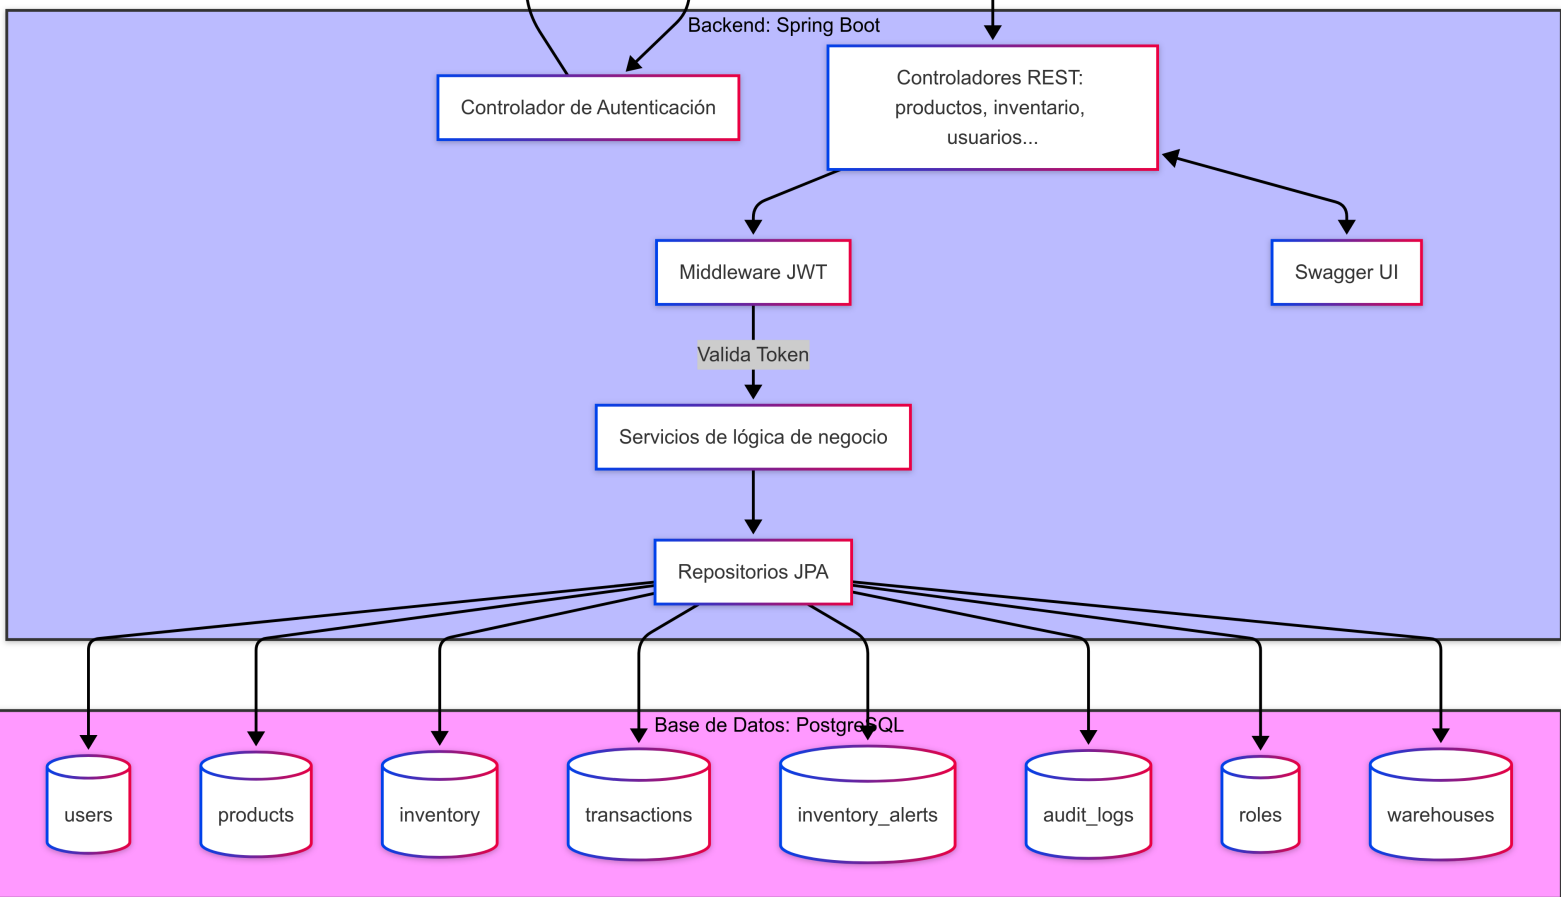 Backend: Spring Boot
Controlador de Autenticación
Controladores REST:
productos, inventario,
usuarios...
Middleware JWT
Swagger UI
Valida Token
Servicios de lógica de negocio
Repositorios JPA
Base de Datos: PostgreSQL
users
products
inventory
transactions
inventory_alerts
audit_logs
roles
warehouses